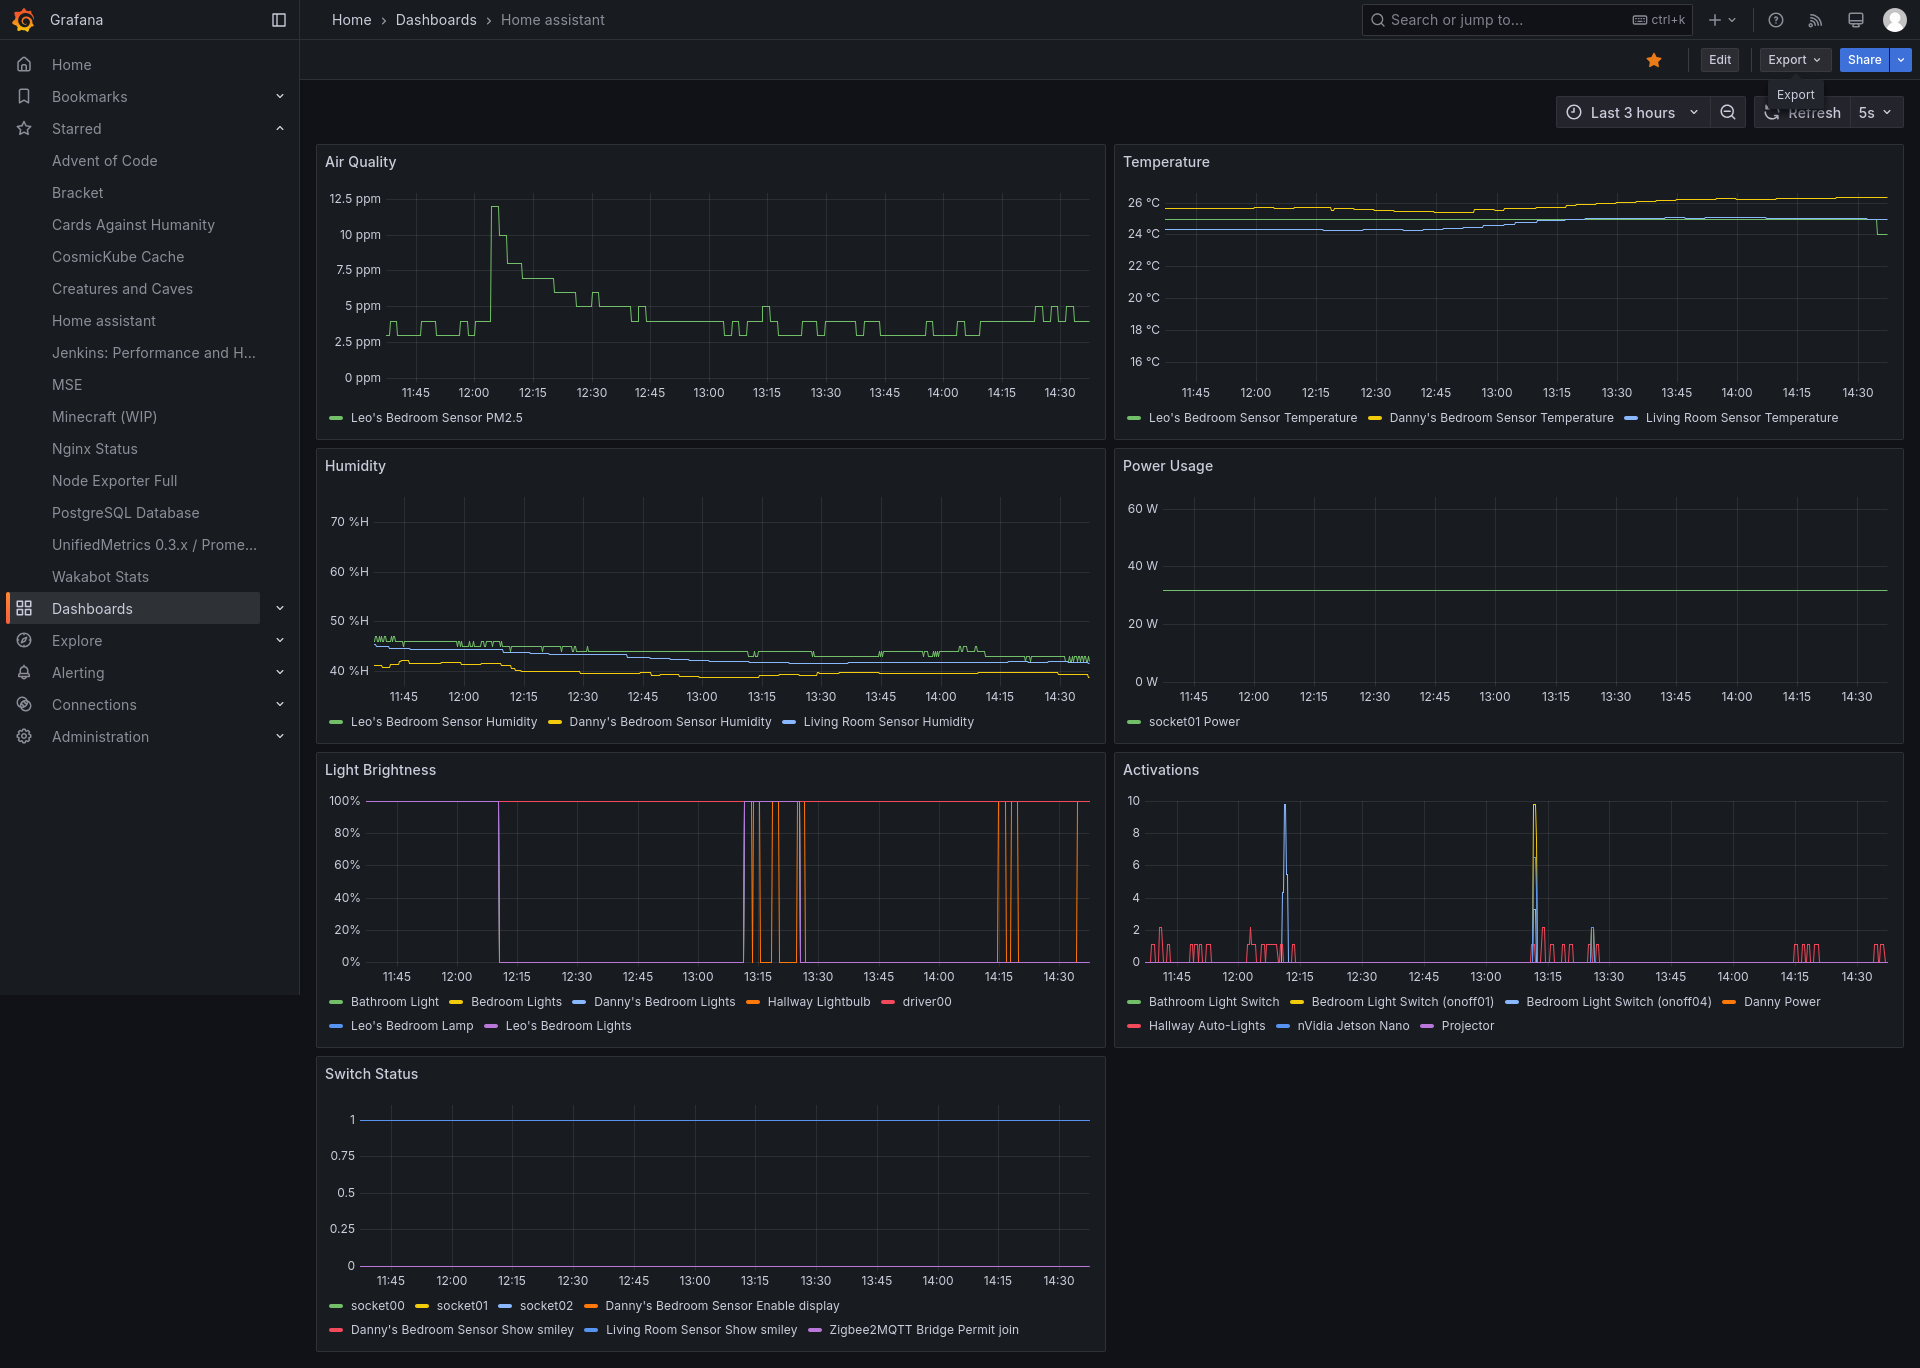 Grafana
Home › Dashboards › Home assistant
Search or jump to... ctrl+k
Edit Export Share
Export
Last 3 hours Refresh 5s
Home
Bookmarks
Starred
Advent of Code
Bracket
Cards Against Humanity
CosmicKube Cache
Creatures and Caves
Home assistant
Jenkins: Performance and H...
MSE
Minecraft (WIP)
Nginx Status
Node Exporter Full
PostgreSQL Database
UnifiedMetrics 0.3.x / Prome...
Wakabot Stats
Dashboards
Explore
Alerting
Connections
Administration
Air Quality
12.5 ppm
10 ppm
7.5 ppm
5 ppm
2.5 ppm
0 ppm
11:45 12:00 12:15 12:30 12:45 13:00 13:15 13:30 13:45 14:00 14:15 14:30
Leo's Bedroom Sensor PM2.5
Temperature
26 °C
24 °C
22 °C
20 °C
18 °C
16 °C
11:45 12:00 12:15 12:30 12:45 13:00 13:15 13:30 13:45 14:00 14:15 14:30
Leo's Bedroom Sensor Temperature Danny's Bedroom Sensor Temperature Living Room Sensor Temperature
Humidity
70 %H
60 %H
50 %H
40 %H
11:45 12:00 12:15 12:30 12:45 13:00 13:15 13:30 13:45 14:00 14:15 14:30
Leo's Bedroom Sensor Humidity Danny's Bedroom Sensor Humidity Living Room Sensor Humidity
Power Usage
60 W
40 W
20 W
0 W
11:45 12:00 12:15 12:30 12:45 13:00 13:15 13:30 13:45 14:00 14:15 14:30
socket01 Power
Light Brightness
100%
80%
60%
40%
20%
0%
11:45 12:00 12:15 12:30 12:45 13:00 13:15 13:30 13:45 14:00 14:15 14:30
Bathroom Light Bedroom Lights Danny's Bedroom Lights Hallway Lightbulb driver00
Leo's Bedroom Lamp Leo's Bedroom Lights
Activations
10
8
6
4
2
0
11:45 12:00 12:15 12:30 12:45 13:00 13:15 13:30 13:45 14:00 14:15 14:30
Bathroom Light Switch Bedroom Light Switch (onoff01) Bedroom Light Switch (onoff04) Danny Power
Hallway Auto-Lights nVidia Jetson Nano Projector
Switch Status
1
0.75
0.5
0.25
0
11:45 12:00 12:15 12:30 12:45 13:00 13:15 13:30 13:45 14:00 14:15 14:30
socket00 socket01 socket02 Danny's Bedroom Sensor Enable display
Danny's Bedroom Sensor Show smiley Living Room Sensor Show smiley Zigbee2MQTT Bridge Permit join